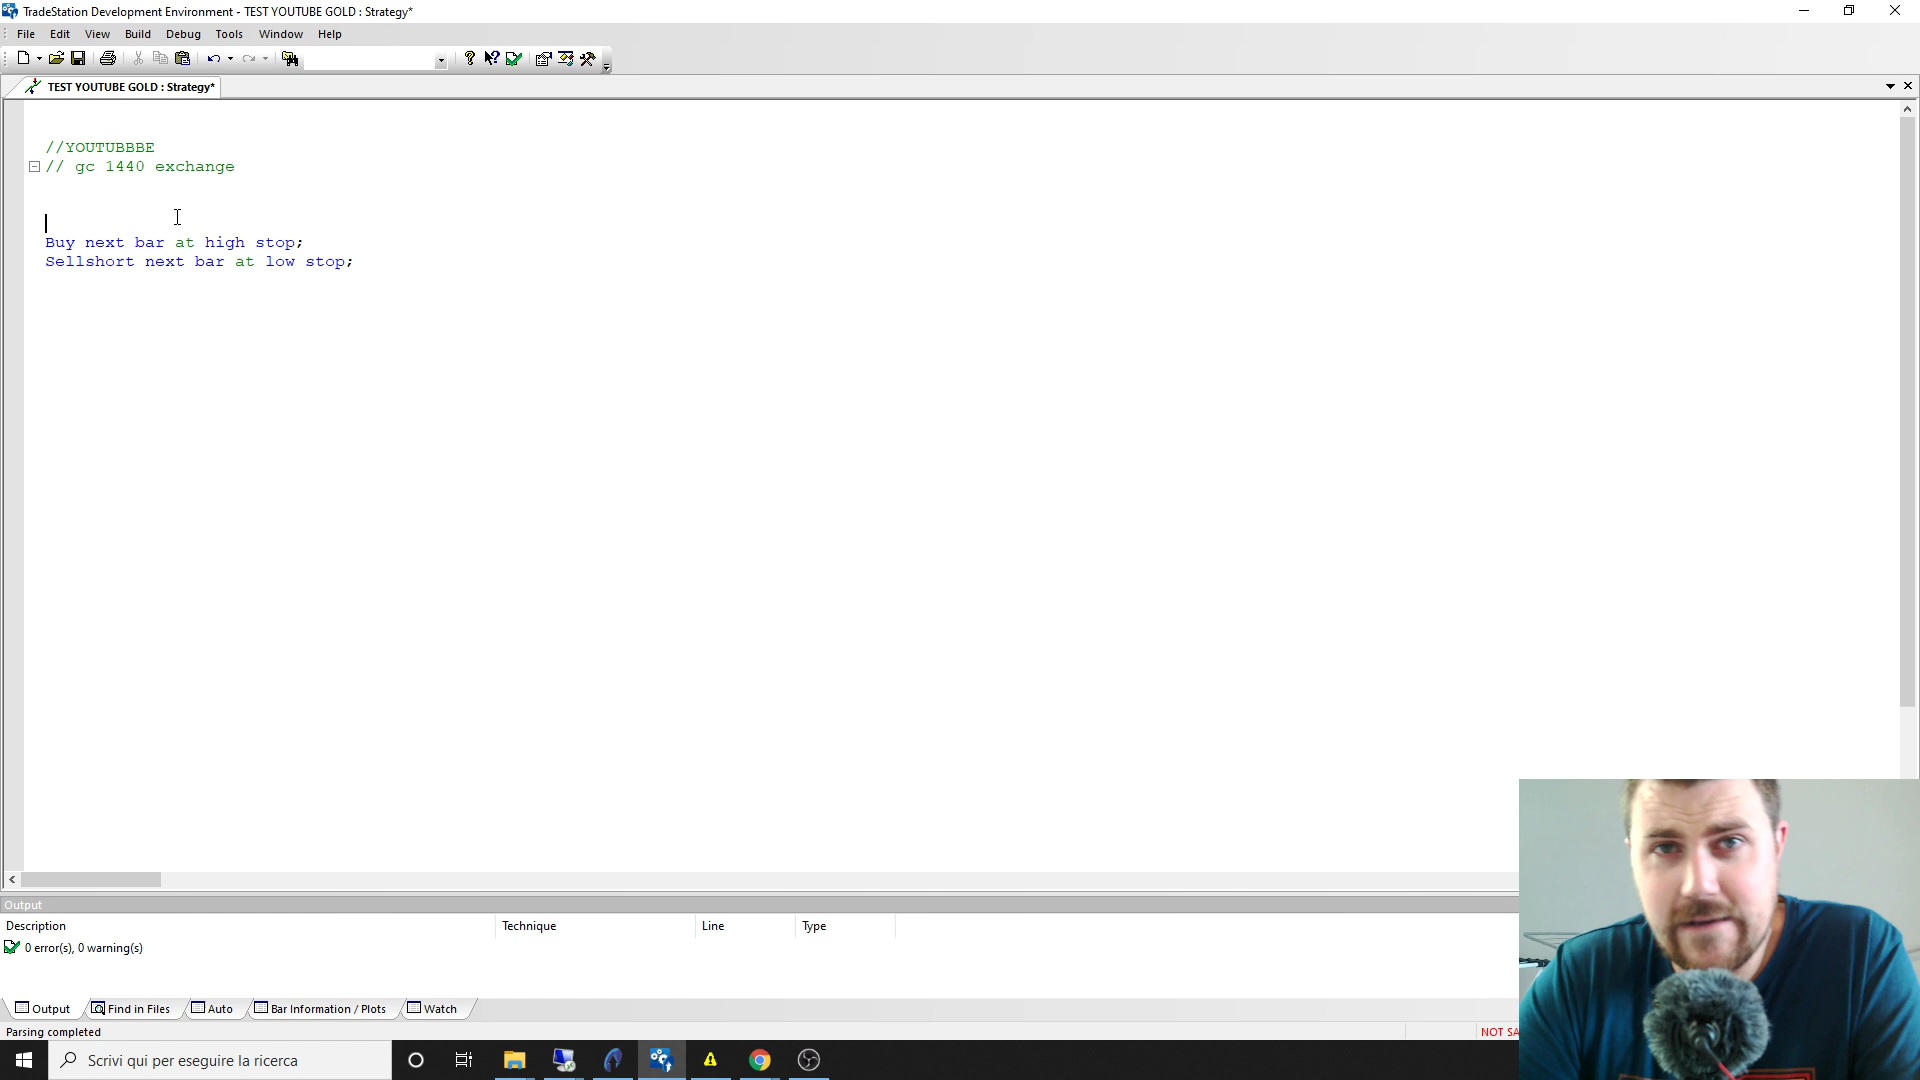 TradeStation Development Environment - TEST YOUTUBE GOLD : Strategy*
File Edit View Build Debug Tools Window Help
TEST YOUTUBE GOLD : Strategy*
//YOUTUBBBE
// gc 1440 exchange
Buy next bar at high stop;
Sellshort next bar at low stop;
Output
Description Technique Line Type
0 error(s), 0 warning(s)
Output Find in Files Auto Bar Information / Plots Watch
Parsing completed NOT SA
Scrivi qui per eseguire la ricerca